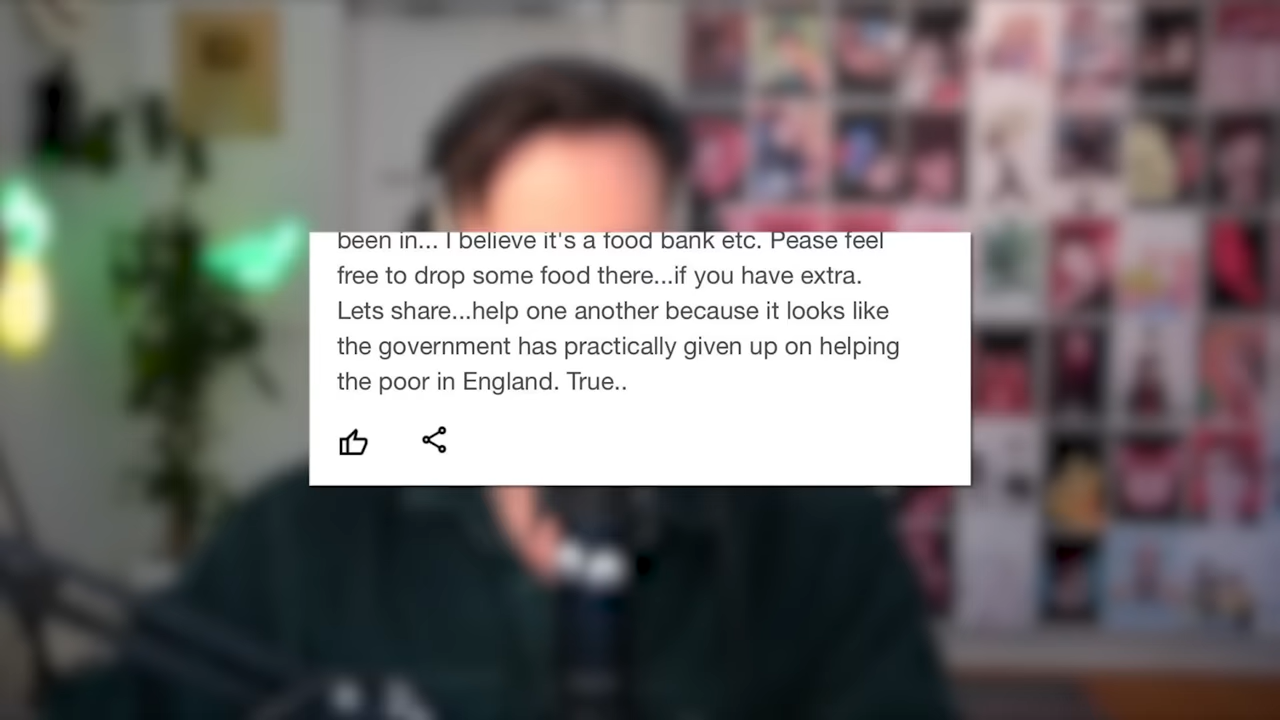 been in... I believe it's a food bank etc. Pease feel
free to drop some food there...if you have extra.
Lets share...help one another because it looks like
the government has practically given up on helping
the poor in England. True..